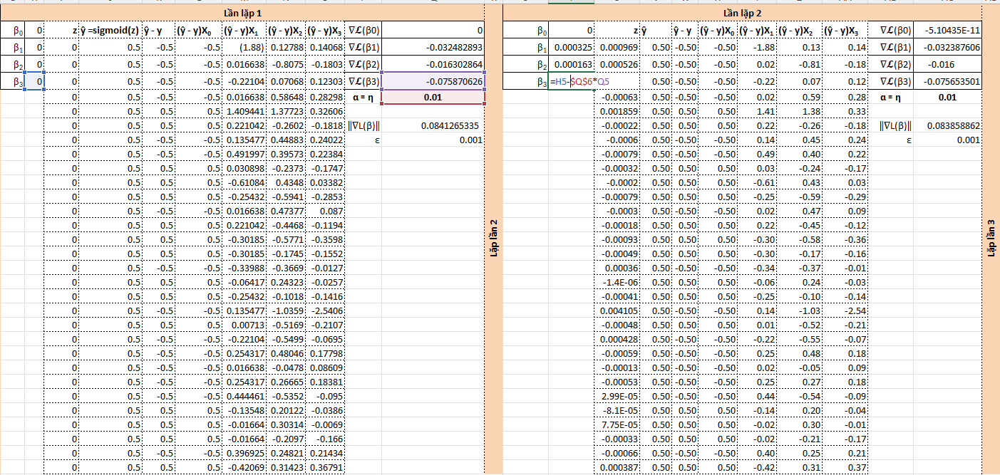 Lần lặp 1 Lần lặp 2
β0 0 z ŷ =sigmoid(z) ŷ - y (ŷ - y)X0 (ŷ - y)X1 (ŷ - y)X2 (ŷ - y)X3 ∇ℒ(β0) 0 β0 0 z ŷ ŷ - y (ŷ - y)X0 (ŷ - y)X1 (ŷ - y)X2 (ŷ - y)X3 ∇ℒ(β0) -5.10435E-11
β1 0 0 0.5 -0.5 -0.5 (1.88) 0.12788 0.14068 ∇ℒ(β1) -0.032482893 β1 0.000325 0.000969 0.50 -0.50 -0.50 -1.88 0.13 0.14 ∇ℒ(β1) -0.032387606
β2 0 0 0.5 -0.5 -0.5 0.016638 -0.8075 -0.1803 ∇ℒ(β2) -0.016302864 β2 0.000163 0.000526 0.50 -0.50 -0.50 0.02 -0.81 -0.18 ∇ℒ(β2) -0.016
β3 0 0 0.5 -0.5 -0.5 -0.22104 0.07068 0.12303 ∇ℒ(β3) -0.075870626 β3 =H5-$Q$6*Q5 0.50 -0.50 -0.50 -0.22 0.07 0.12 ∇ℒ(β3) -0.075653501
0 0.5 -0.5 -0.5 0.016638 0.58648 0.28298 α = η 0.01 -0.00063 0.50 -0.50 -0.50 0.02 0.59 0.28 α = η 0.01
0 0.5 0.5 0.5 1.409441 1.37723 0.32606 0.001859 0.50 0.50 0.50 1.41 1.38 0.33
0 0.5 0.5 0.5 0.221042 -0.2602 -0.1818 ‖∇L(β)‖ 0.0841265335 -0.00022 0.50 0.50 0.50 0.22 -0.26 -0.18 ‖∇L(β)‖ 0.083858862
0 0.5 -0.5 -0.5 0.135477 0.44883 0.24022 ε 0.001 -0.0006 0.50 -0.50 -0.50 0.14 0.45 0.24 ε 0.001
0 0.5 0.5 0.5 0.491997 0.39573 0.22384 -0.00079 0.50 -0.50 -0.50 0.49 0.40 0.22
0 0.5 0.5 0.5 0.030898 -0.2373 -0.1747 -0.00032 0.50 0.50 0.50 0.03 -0.24 -0.17
0 0.5 0.5 0.5 -0.61084 0.4348 0.03382 -0.0002 0.50 0.50 0.50 -0.61 0.43 0.03
0 0.5 0.5 0.5 -0.25432 -0.5941 -0.2853 -0.00079 0.50 0.50 0.50 -0.25 -0.59 -0.29
0 0.5 -0.5 -0.5 0.016638 0.47377 0.087 -0.0003 0.50 -0.50 -0.50 0.02 0.47 0.09
0 0.5 0.5 0.5 0.221042 -0.4468 -0.1194 -0.00018 0.50 0.50 0.50 0.22 -0.45 -0.12
0 0.5 -0.5 -0.5 -0.30185 -0.5771 -0.3598 -0.00093 0.50 -0.50 -0.50 -0.30 -0.58 -0.36
0 0.5 0.5 0.5 -0.30185 -0.1745 -0.1552 -0.00049 0.50 0.50 0.50 -0.30 -0.17 -0.16
0 0.5 -0.5 -0.5 -0.33988 -0.3669 -0.0127 0.00036 0.50 -0.50 -0.50 -0.34 -0.37 -0.01
0 0.5 -0.5 -0.5 -0.06417 0.24323 -0.0257 -1.4E-06 0.50 -0.50 -0.50 -0.06 0.24 -0.03
0 0.5 0.5 0.5 -0.25432 -0.1018 -0.1416 -0.00041 0.50 0.50 0.50 -0.25 -0.10 -0.14
0 0.5 -0.5 -0.5 0.135477 -1.0359 -2.5406 0.004105 0.50 -0.50 -0.50 0.14 -1.03 -2.54
0 0.5 0.5 0.5 0.00713 -0.5169 -0.2107 -0.00048 0.50 0.50 0.50 0.01 -0.52 -0.21
0 0.5 -0.5 -0.5 -0.22104 -0.5499 -0.0695 0.000428 0.50 -0.50 -0.50 -0.22 -0.55 -0.07
0 0.5 -0.5 -0.5 0.254317 0.48046 0.17798 -0.00059 0.50 -0.50 -0.50 0.25 0.48 0.18
0 0.5 -0.5 -0.5 0.016638 -0.0478 0.08609 -0.00013 0.50 -0.50 -0.50 0.02 -0.05 0.09
0 0.5 -0.5 -0.5 0.254317 0.26665 0.18381 -0.00053 0.50 -0.50 -0.50 0.25 0.27 0.18
0 0.5 -0.5 -0.5 0.444461 -0.5352 -0.095 2.99E-05 0.50 -0.50 -0.50 0.44 -0.54 -0.09
0 0.5 0.5 0.5 -0.13548 0.20122 -0.0386 -8.1E-05 0.50 0.50 0.50 -0.14 0.20 -0.04
0 0.5 0.5 0.5 -0.01664 0.30314 -0.0069 7.75E-05 0.50 0.50 0.50 -0.02 0.30 -0.01
0 0.5 0.5 0.5 -0.01664 -0.2097 -0.166 -0.00033 0.50 0.50 0.50 -0.02 -0.21 -0.17
0 0.5 -0.5 -0.5 0.396925 0.24821 0.21434 -0.00066 0.50 -0.50 -0.50 0.40 0.25 0.21
0 0.5 0.5 0.5 -0.42069 0.31423 0.36791 0.000387 0.50 0.50 0.50 -0.42 0.31 0.37
Lặp lần 2
Lặp lần 3